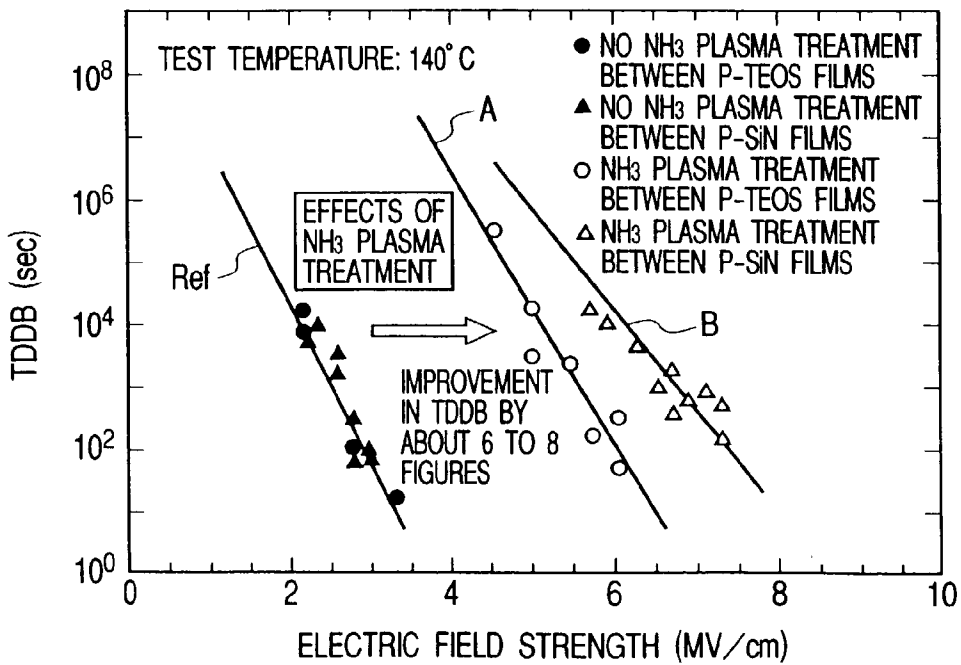 TEST TEMPERATURE: 140°C
● NO NH3 PLASMA TREATMENT
BETWEEN P-TEOS FILMS
▲ NO NH3 PLASMA TREATMENT
BETWEEN P-SiN FILMS
○ NH3 PLASMA TREATMENT
BETWEEN P-TEOS FILMS
△ NH3 PLASMA TREATMENT
BETWEEN P-SiN FILMS
A
EFFECTS OF
NH3 PLASMA
TREATMENT
Ref
B
IMPROVEMENT
IN TDDB BY
ABOUT 6 TO 8
FIGURES
TDDB (sec)
10^8
10^6
10^4
10^2
10^0
0 2 4 6 8 10
ELECTRIC FIELD STRENGTH (MV/cm)